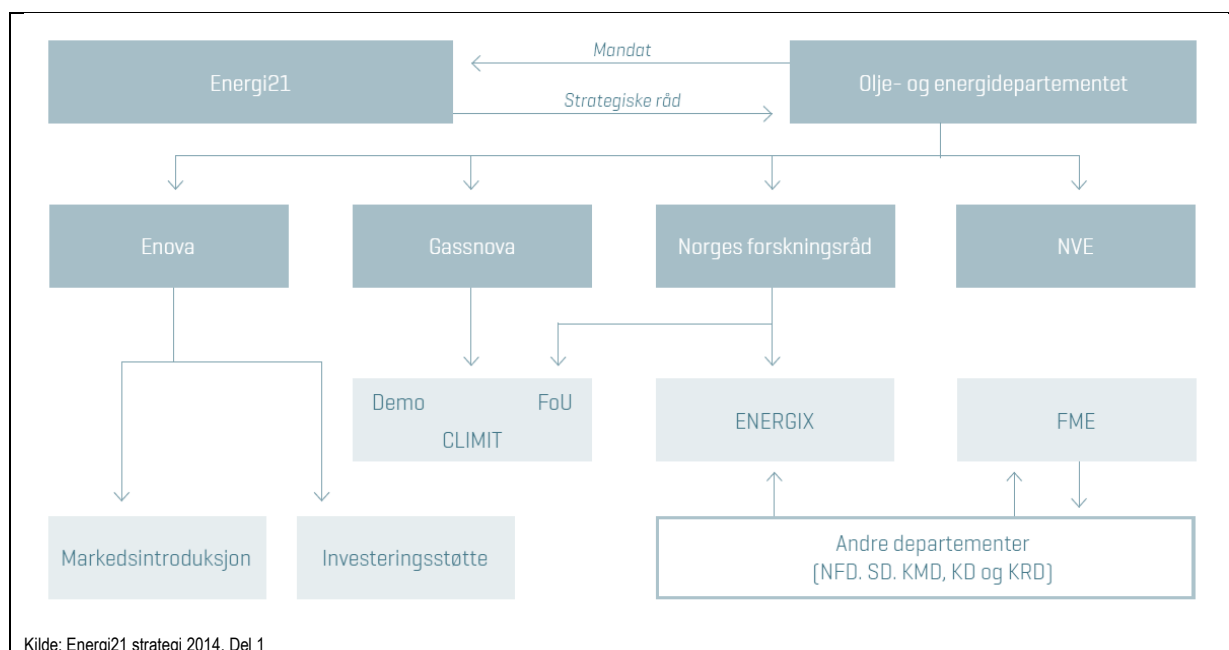 Mandat
Energi21
Olje- og energidepartementet
Strategiske råd
Enova
Gassnova
Norges forskningsråd
NVE
Demo
FoU
CLIMIT
ENERGIX
FME
Markedsintroduksjon
Investeringsstøtte
Andre departementer
(NFD. SD. KMD, KD og KRD)
Kilde: Energi21 strategi 2014. Del 1